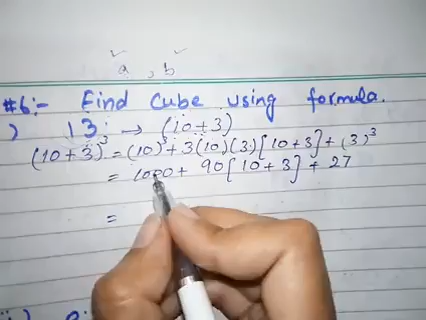 a , b
#6:- Find Cube using formula.
) 13 → (10+3)
(10+3)³ = (10)³ + 3(10)(3)[10+3] + (3)³
= 1000 + 90[10+3] + 27
=